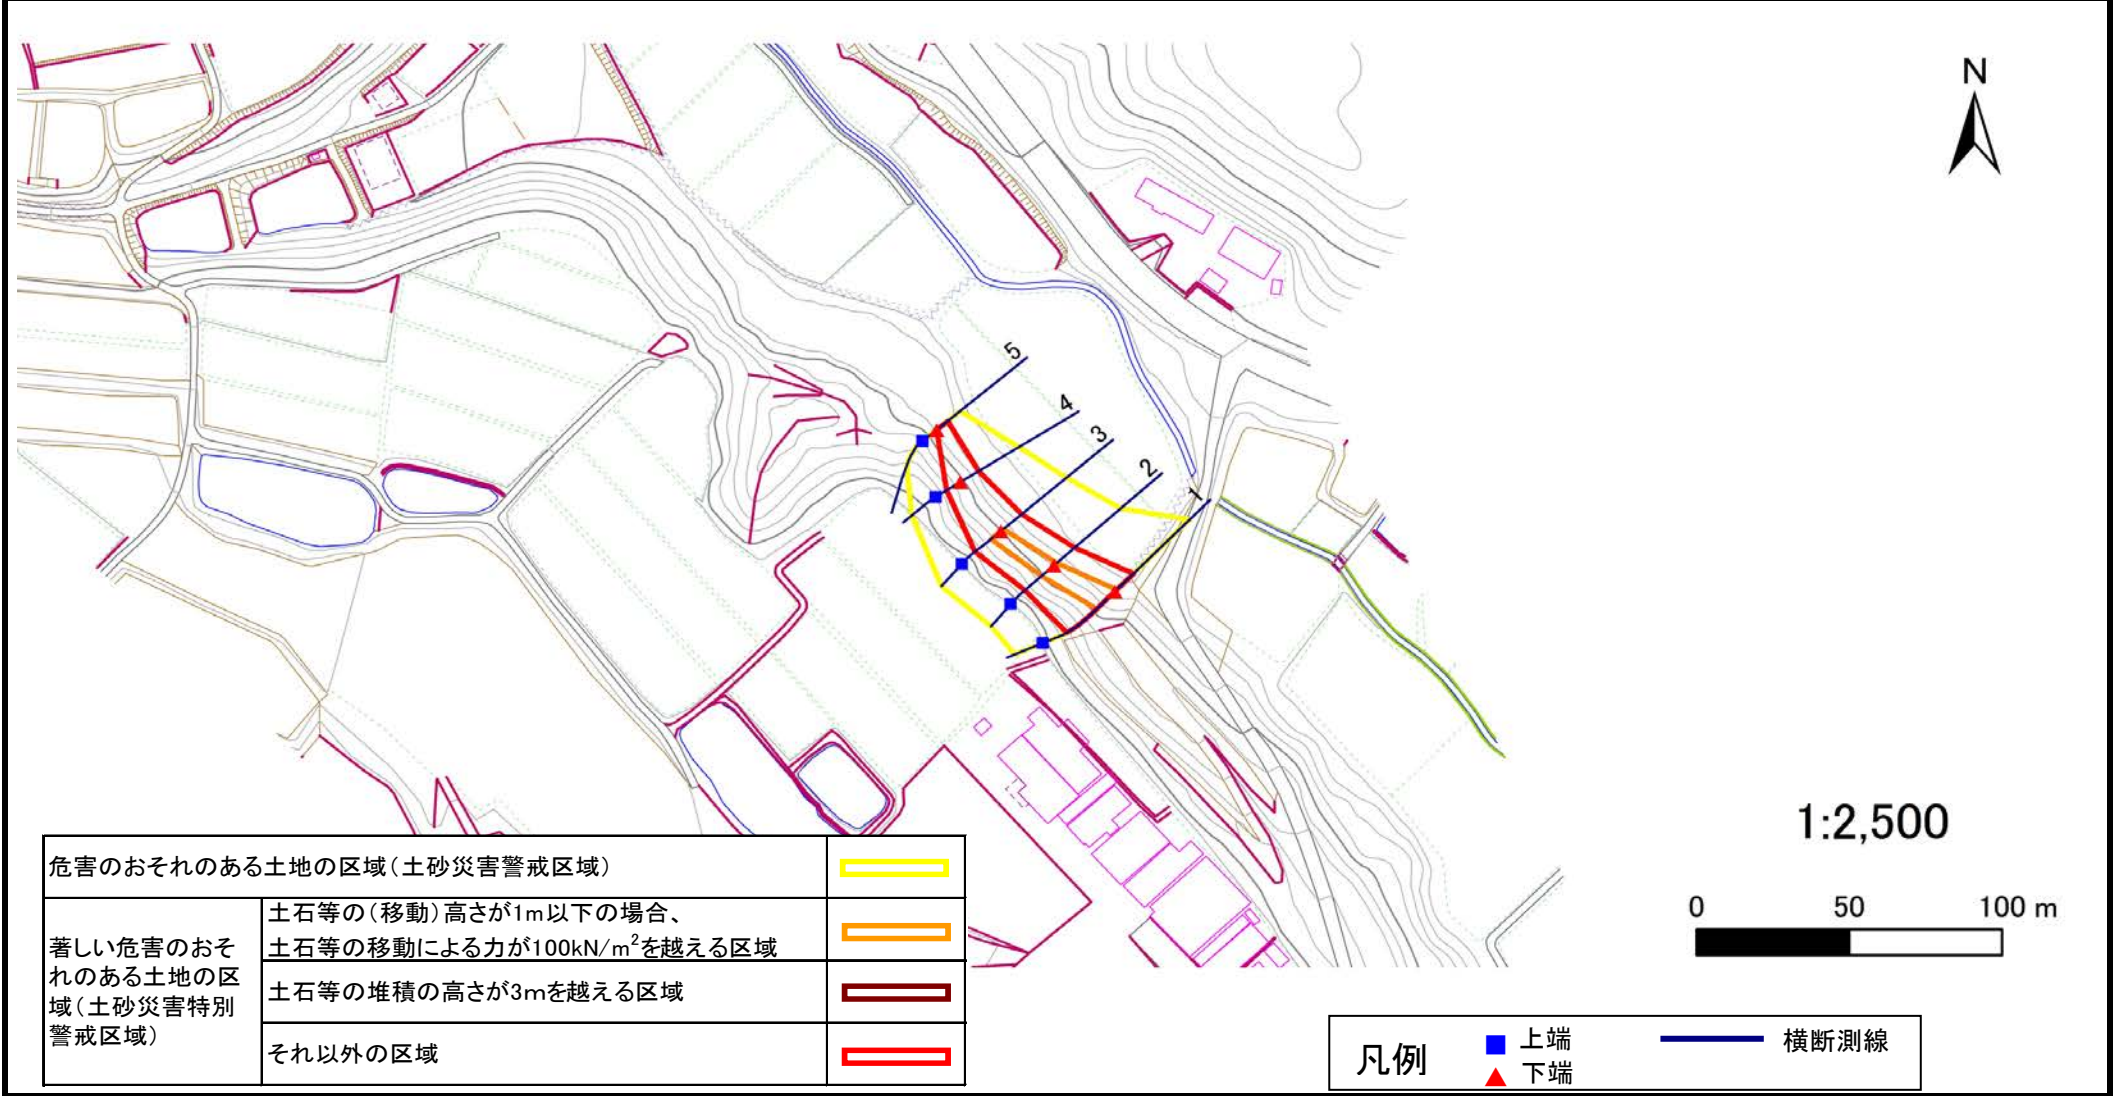 N
5
4
3
2
1
1:2,500
0 50 100 m
危害のおそれのある土地の区域(土砂災害警戒区域)
著しい危害のおそ
れのある土地の区
域(土砂災害特別
警戒区域)
土石等の(移動)高さが1m以下の場合、
土石等の移動による力が100kN/m²を越える区域
土石等の堆積の高さが3mを越える区域
それ以外の区域
凡例
上端
下端
横断測線